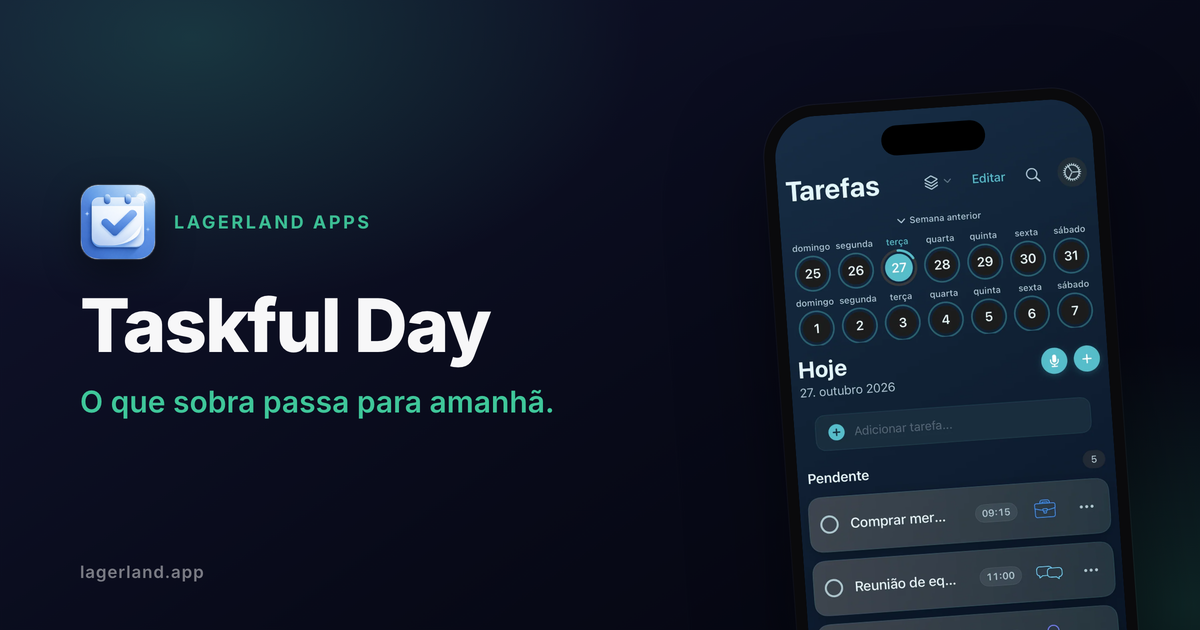 LAGERLAND APPS
Taskful Day
O que sobra passa para amanhã.
lagerland.app
Tarefas
Editar
Semana anterior
domingo segunda terça quarta quinta sexta sábado
25 26 27 28 29 30 31
domingo segunda terça quarta quinta sexta sábado
1 2 3 4 5 6 7
Hoje
27. outubro 2026
Adicionar tarefa...
Pendente 5
Comprar mer... 09:15
Reunião de eq... 11:00